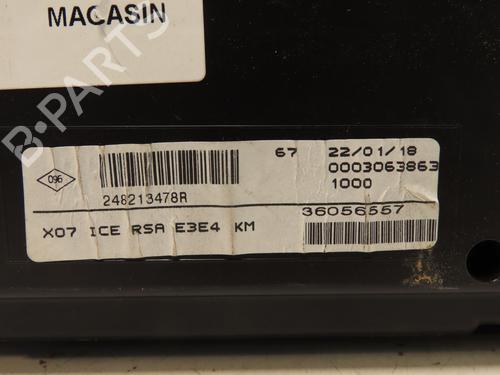 MACASIN
B-PARTS
096
67 22/01/18
0003063863
1000
248213478R
36056557
X07 ICE RSA E3E4 KM